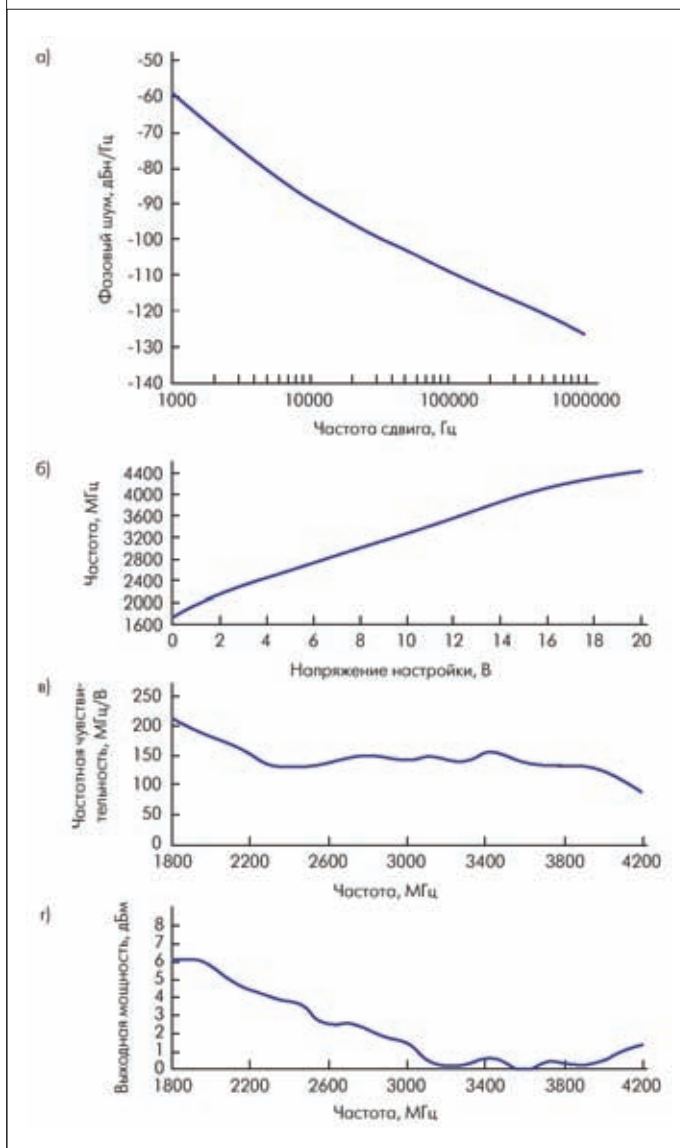 а)
Фазовый шум, дБн/Гц
-50
-60
-70
-80
-90
-100
-110
-120
-130
-140
1000 10000 100000 1000000
Частота сдвига, Гц
б)
Частота, МГц
4400
4000
3600
3200
2800
2400
2000
1600
0 2 4 6 8 10 12 14 16 18 20
Напряжение настройки, В
в)
Частотная чувстви-
тельность, МГц/В
250
200
150
100
50
0
1800 2200 2600 3000 3400 3800 4200
Частота, МГц
г)
Выходная мощность, дБм
8
7
6
5
4
3
2
1
0
1800 2200 2600 3000 3400 3800 4200
Частота, МГц